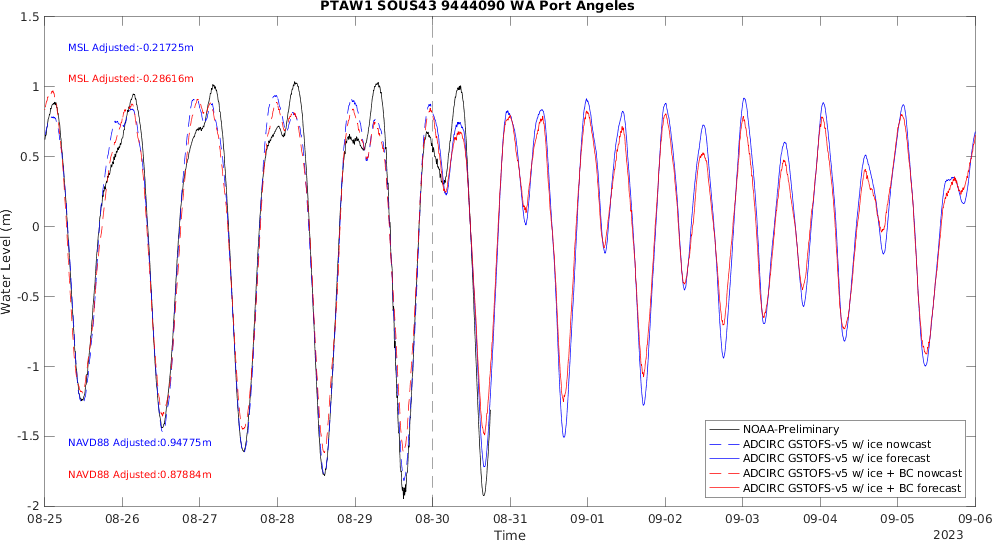 PTAW1 SOUS43 9444090 WA Port Angeles
1.5
MSL Adjusted:-0.21725m
MSL Adjusted:-0.28616m
1
0.5
0
-0.5
-1
-1.5
-2
Water Level (m)
NAVD88 Adjusted:0.94775m
NAVD88 Adjusted:0.87884m
NOAA-Preliminary
ADCIRC GSTOFS-v5 w/ ice nowcast
ADCIRC GSTOFS-v5 w/ ice forecast
ADCIRC GSTOFS-v5 w/ ice + BC nowcast
ADCIRC GSTOFS-v5 w/ ice + BC forecast
08-25 08-26 08-27 08-28 08-29 08-30 08-31 09-01 09-02 09-03 09-04 09-05 09-06
Time
2023